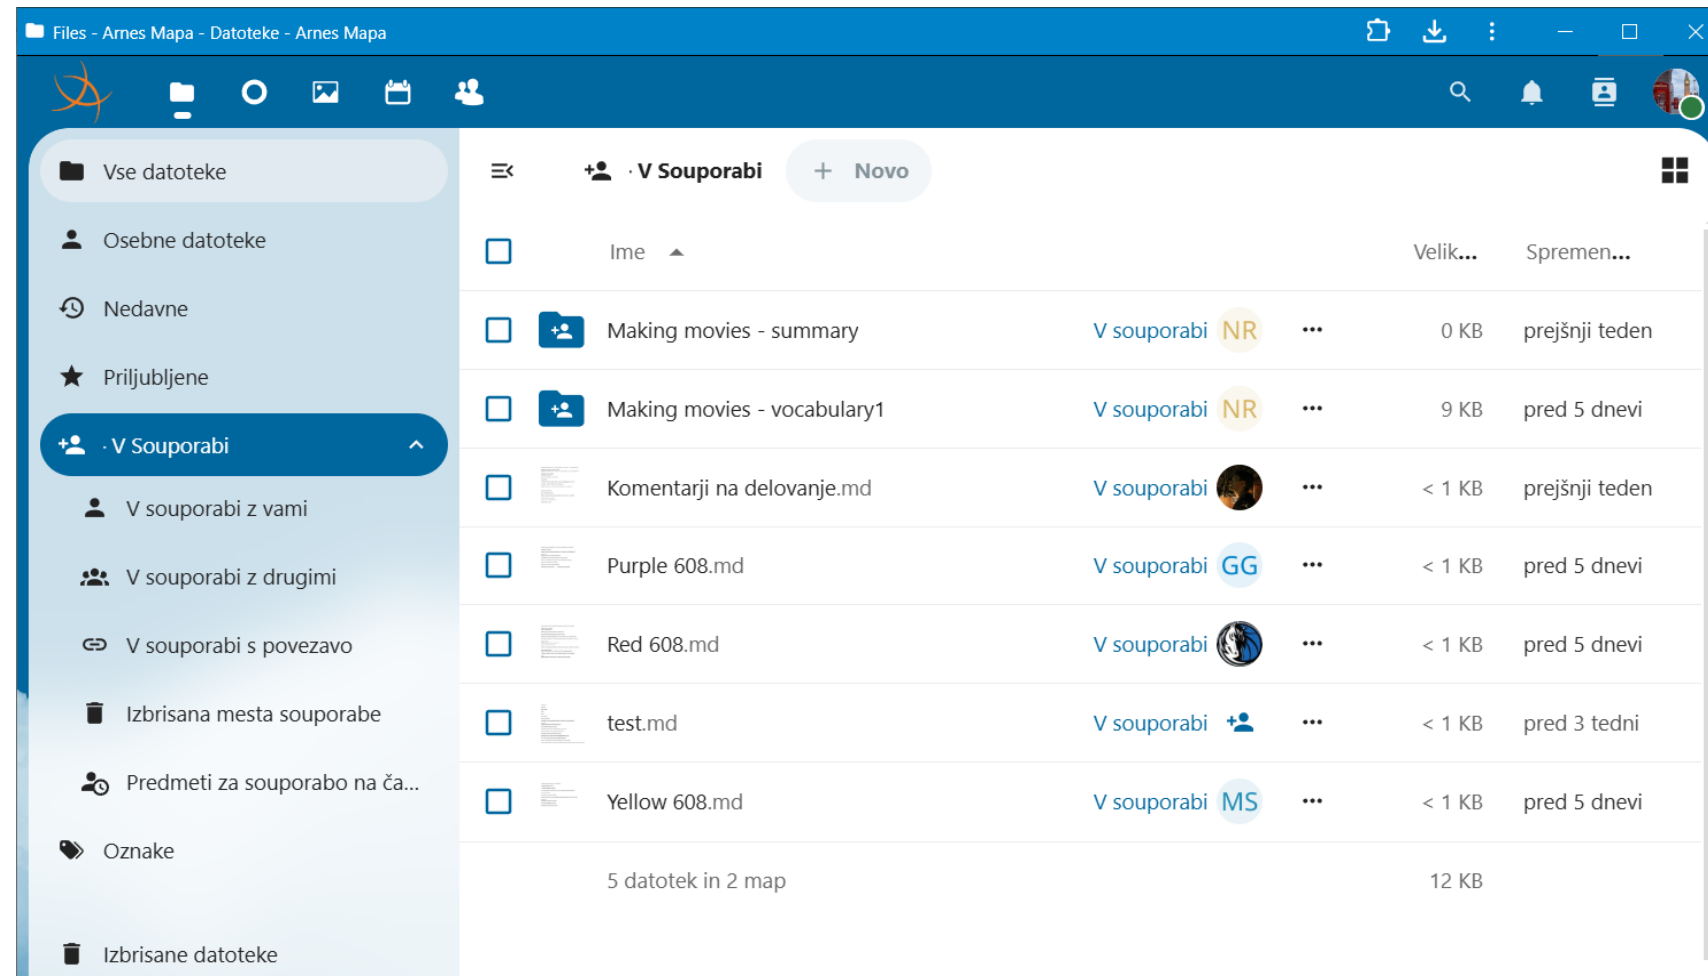 Files - Arnes Mapa - Datoteke - Arnes Mapa
Vse datoteke
Osebne datoteke
Nedavne
Priljubljene
· V Souporabi
V souporabi z vami
V souporabi z drugimi
V souporabi s povezavo
Izbrisana mesta souporabe
Predmeti za souporabo na ča...
Oznake
Izbrisane datoteke
· V Souporabi + Novo
Ime Velik... Spremen...
Making movies - summary V souporabi NR ••• 0 KB prejšnji teden
Making movies - vocabulary1 V souporabi NR ••• 9 KB pred 5 dnevi
Komentarji na delovanje.md V souporabi ••• < 1 KB prejšnji teden
Purple 608.md V souporabi GG ••• < 1 KB pred 5 dnevi
Red 608.md V souporabi ••• < 1 KB pred 5 dnevi
test.md V souporabi ••• < 1 KB pred 3 tedni
Yellow 608.md V souporabi MS ••• < 1 KB pred 5 dnevi
5 datotek in 2 map 12 KB